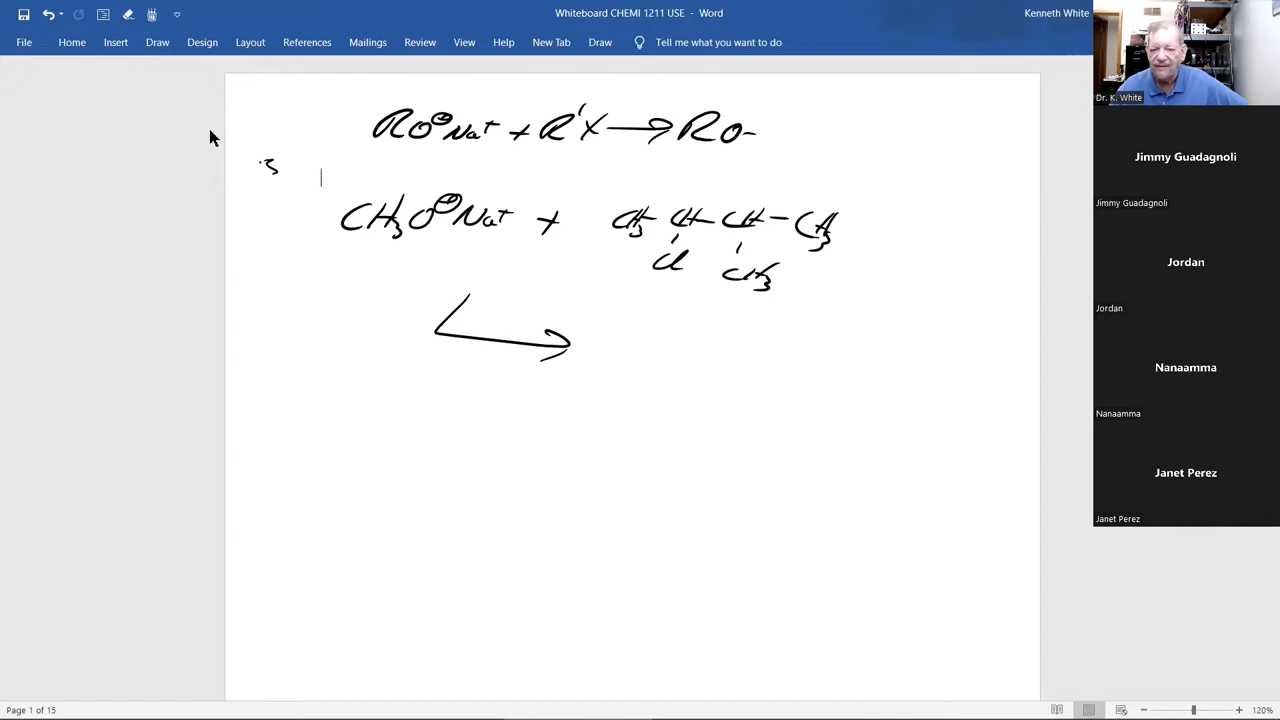 Whiteboard CHEMI 1211 USE - Word
Kenneth White
File Home Insert Draw Design Layout References Mailings Review View Help New Tab Draw Tell me what you want to do
Dr. K. White
RO⊖Na+ + R'X → RO-
3
CH3O⊖Na+ + CH3-CH-CH-CH3
Cl CH3
Jimmy Guadagnoli
Jimmy Guadagnoli
Jordan
Jordan
Nanaamma
Nanaamma
Janet Perez
Janet Perez
Page 1 of 15
120%